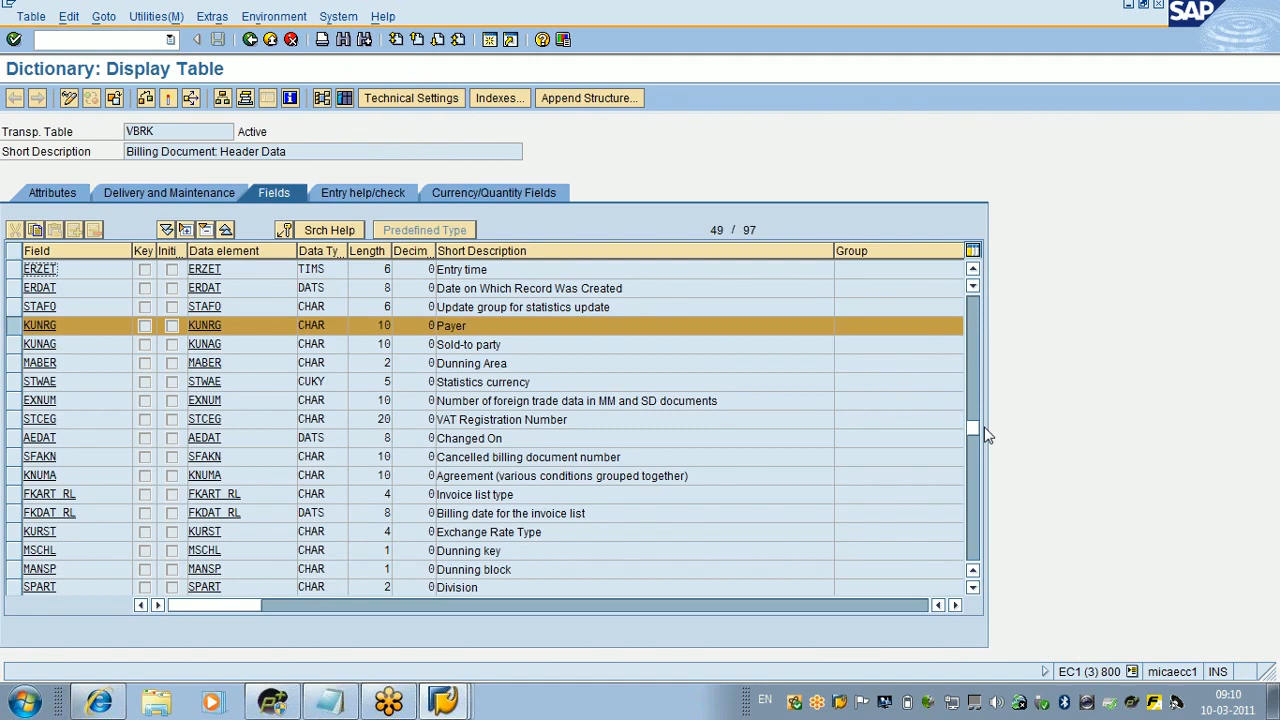 Table Edit Goto Utilities(M) Extras Environment System Help
SAP
Dictionary: Display Table
Technical Settings Indexes... Append Structure...
Transp. Table VBRK Active
Short Description Billing Document: Header Data
Attributes Delivery and Maintenance Fields Entry help/check Currency/Quantity Fields
Srch Help Predefined Type 49 / 97
Field Key Initi... Data element Data Ty... Length Decim... Short Description Group
ERZET ERZET TIMS 6 0 Entry time
ERDAT ERDAT DATS 8 0 Date on Which Record Was Created
STAFO STAFO CHAR 6 0 Update group for statistics update
KUNRG KUNRG CHAR 10 0 Payer
KUNAG KUNAG CHAR 10 0 Sold-to party
MABER MABER CHAR 2 0 Dunning Area
STWAE STWAE CUKY 5 0 Statistics currency
EXNUM EXNUM CHAR 10 0 Number of foreign trade data in MM and SD documents
STCEG STCEG CHAR 20 0 VAT Registration Number
AEDAT AEDAT DATS 8 0 Changed On
SFAKN SFAKN CHAR 10 0 Cancelled billing document number
KNUMA KNUMA CHAR 10 0 Agreement (various conditions grouped together)
FKART_RL FKART_RL CHAR 4 0 Invoice list type
FKDAT_RL FKDAT_RL DATS 8 0 Billing date for the invoice list
KURST KURST CHAR 4 0 Exchange Rate Type
MSCHL MSCHL CHAR 1 0 Dunning key
MANSP MANSP CHAR 1 0 Dunning block
SPART SPART CHAR 2 0 Division
EC1 (3) 800 micaecc1 INS
EN 09:10
10-03-2011